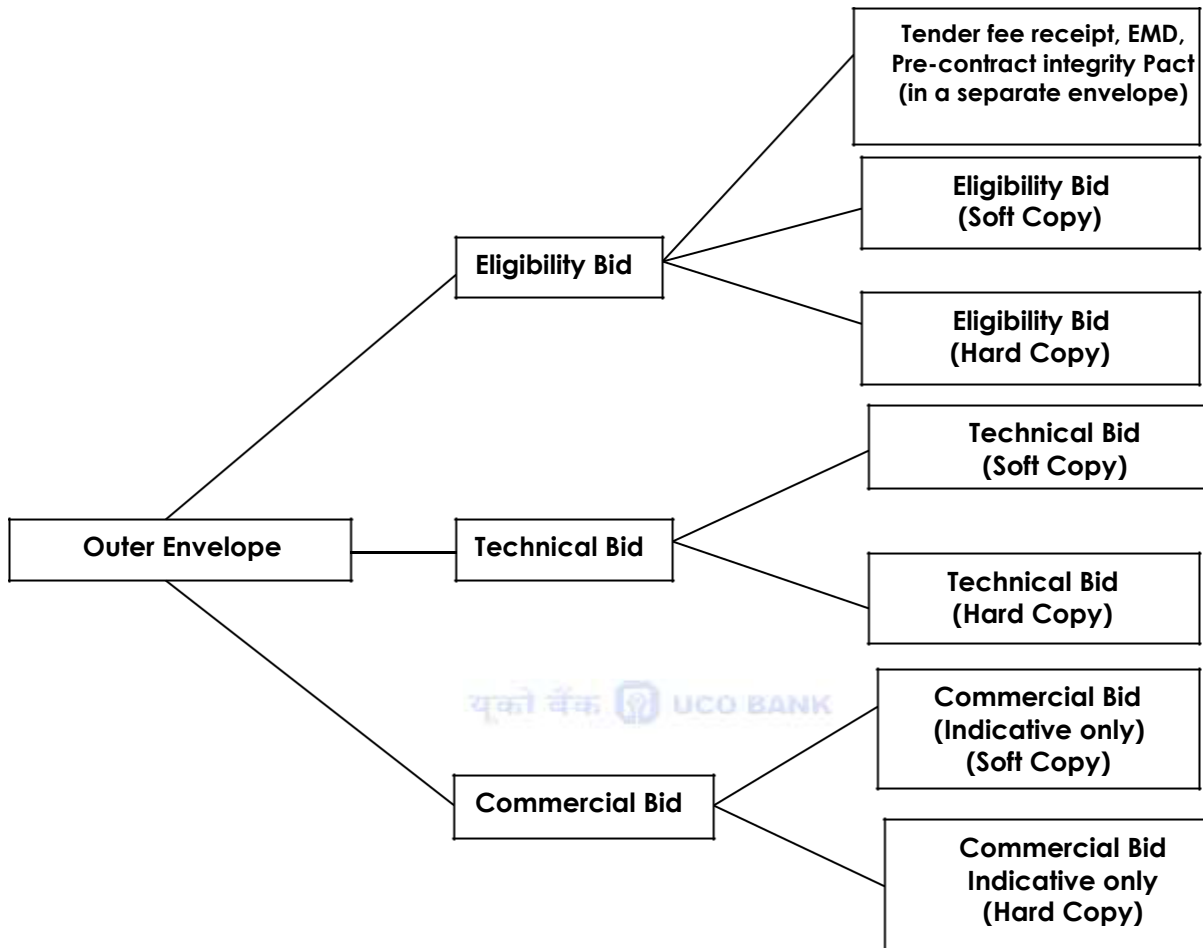 Tender fee receipt, EMD,
Pre-contract integrity Pact
(in a separate envelope)
Eligibility Bid
(Soft Copy)
Eligibility Bid
Eligibility Bid
(Hard Copy)
Technical Bid
(Soft Copy)
Outer Envelope
Technical Bid
Technical Bid
(Hard Copy)
यूको बैंक UCO BANK
Commercial Bid
(Indicative only)
(Soft Copy)
Commercial Bid
Commercial Bid
Indicative only
(Hard Copy)